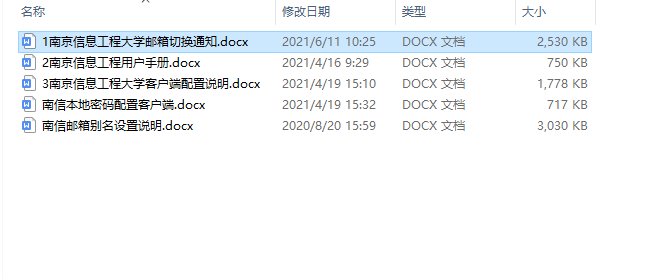 名称 修改日期 类型 大小
1南京信息工程大学邮箱切换通知.docx 2021/6/11 10:25 DOCX 文档 2,530 KB
2南京信息工程用户手册.docx 2021/4/16 9:29 DOCX 文档 750 KB
3南京信息工程大学客户端配置说明.docx 2021/4/19 15:10 DOCX 文档 1,778 KB
南信本地密码配置客户端.docx 2021/4/19 15:32 DOCX 文档 717 KB
南信邮箱别名设置说明.docx 2020/8/20 15:59 DOCX 文档 3,030 KB